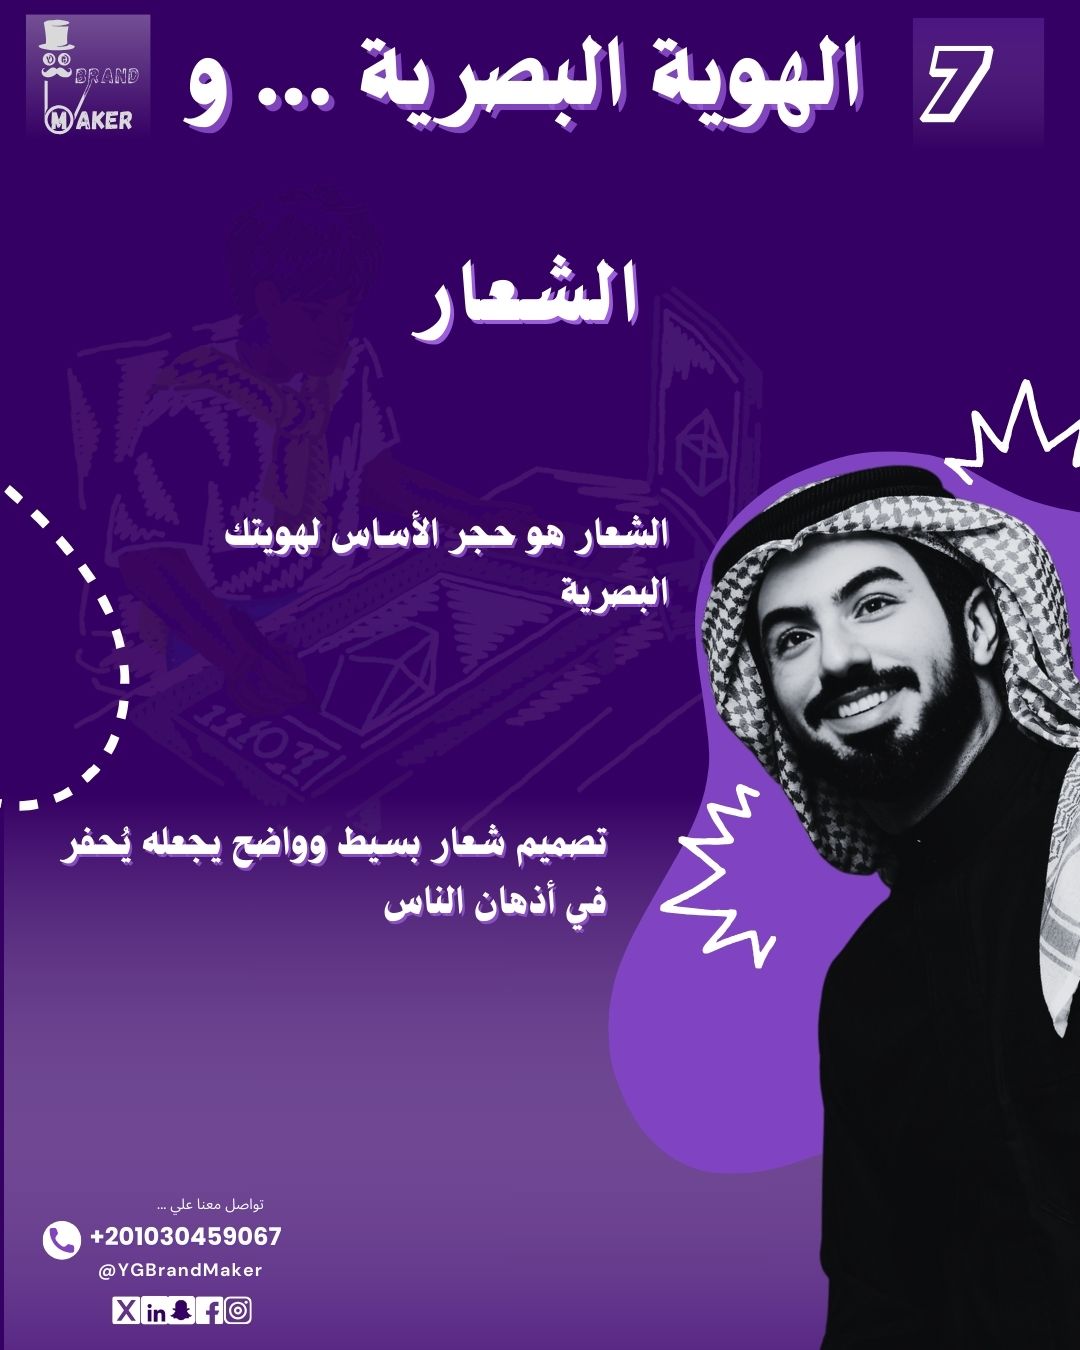 BRAND
MAKER
الهوية البصرية ... و
7
الشعار
الشعار هو حجر الأساس لهويتك
البصرية
تصميم شعار بسيط وواضح يجعله يُحفر
في أذهان الناس
تواصل معنا علي ...
+201030459067
@YGBrandMaker